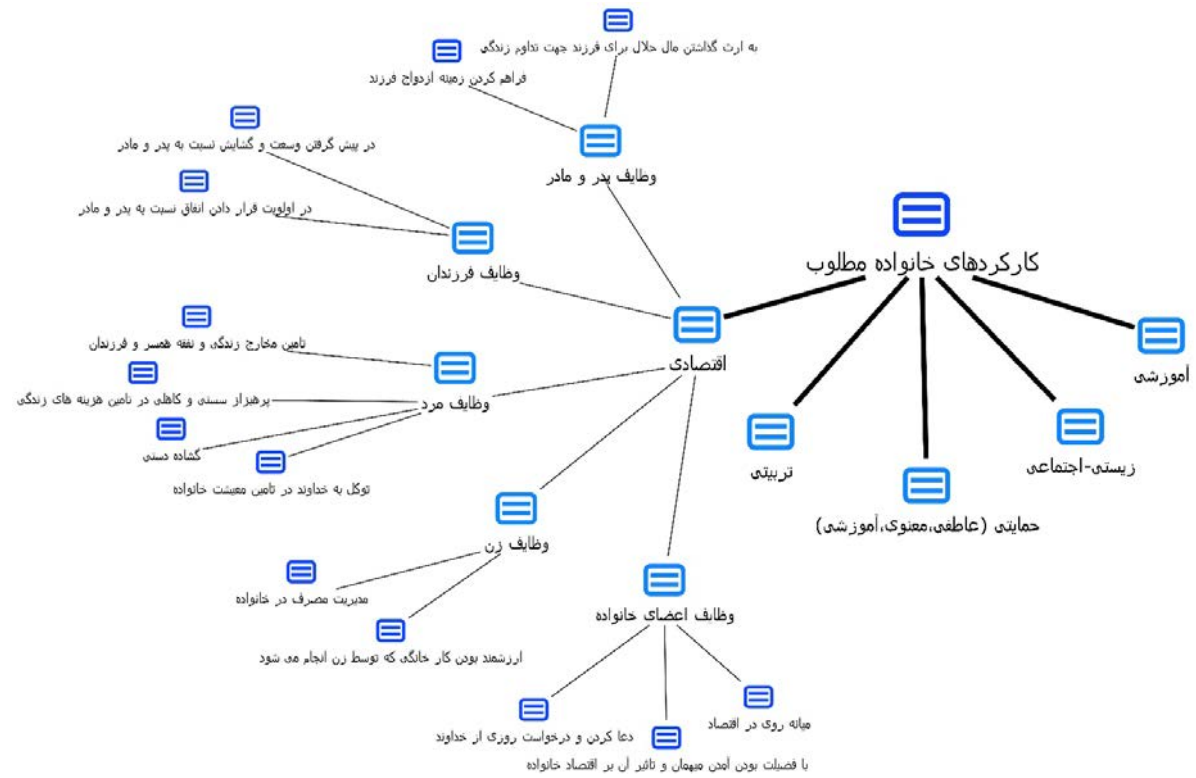 کارکردهای خانواده مطلوب
آموزشی
زیستی-اجتماعی
حمایتی (عاطفی،معنوی،آموزشی)
تربیتی
اقتصادی
وظایف پدر و مادر
به ارث گذاشتن مال حلال برای فرزند جهت تداوم زندگی
فراهم کردن زمینه ازدواج فرزند
وظایف فرزندان
در پیش گرفتن وسعت و گشایش نسبت به پدر و مادر
در اولویت قرار دادن انفاق نسبت به پدر و مادر
وظایف مرد
تامین مخارج زندگی و نفقه همسر و فرزندان
پرهیزاز سستی و کاهلی در تامین هزینه های زندگی
گشاده دستی
توکل به خداوند در تامین معیشت خانواده
وظایف زن
مدیریت مصرف در خانواده
ارزشمند بودن کار خانگی که توسط زن انجام می شود
وظایف اعضای خانواده
میانه روی در اقتصاد
دعا کردن و درخواست روزی از خداوند
با فضیلت بودن آمدن میهمان و تاثیر آن بر اقتصاد خانواده